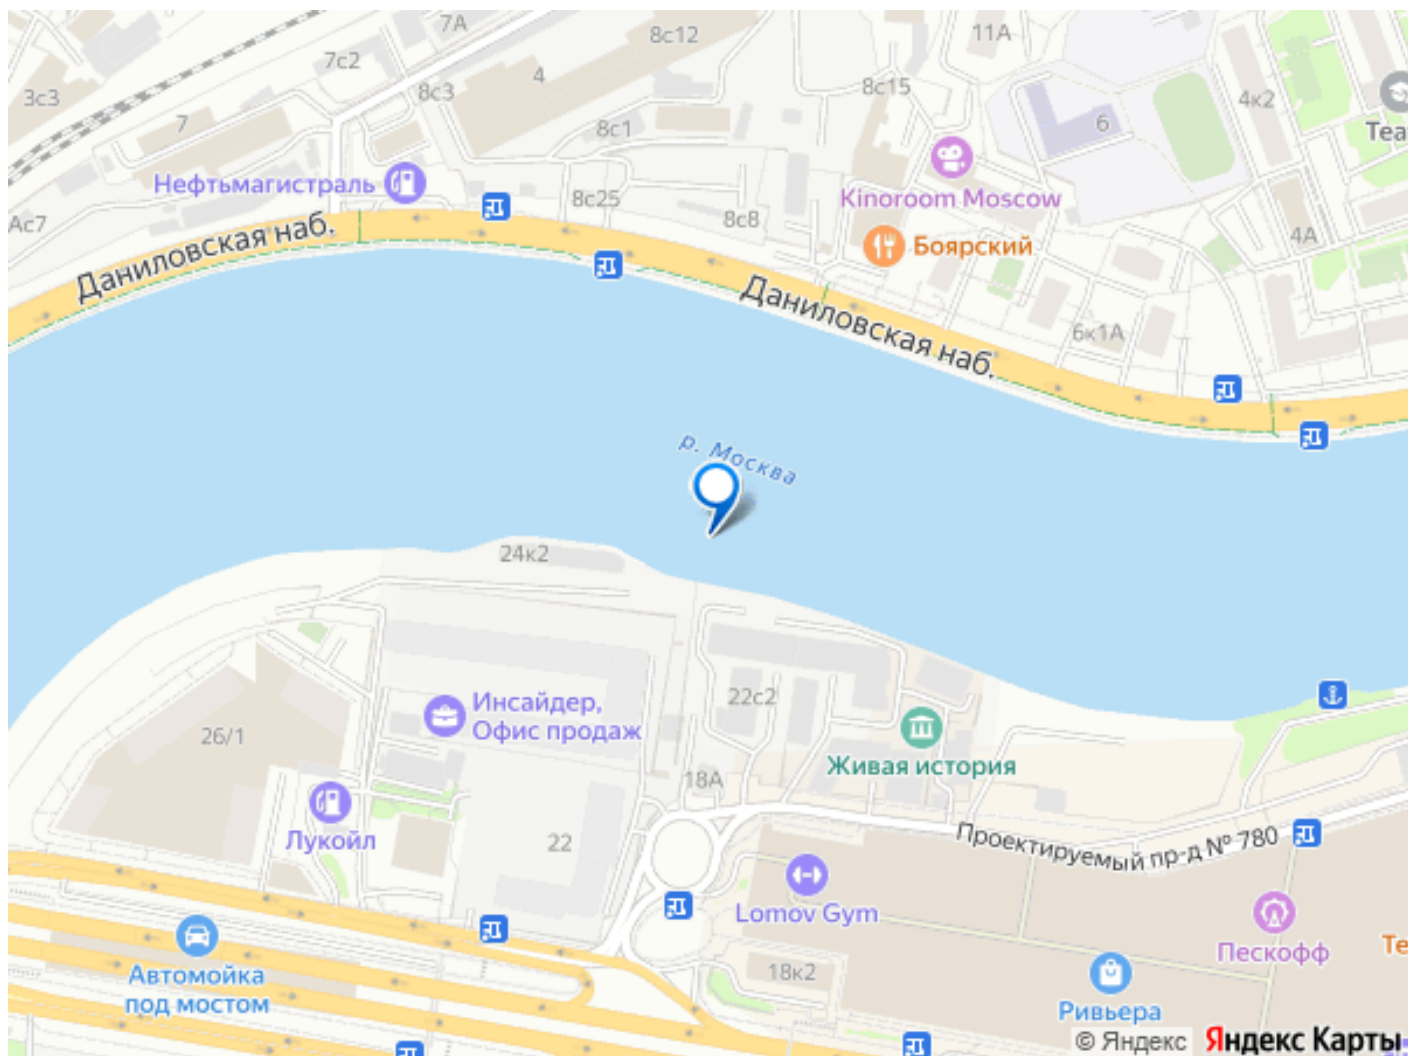 7А
8с12
11А
7с2
3с3
8с3
4
8с15
4к2
7
8с1
6
Теа
Нефтьмагистраль
Kinoroom Moscow
8с25
8с8
Ас7
4А
Даниловская наб.
Боярский
Даниловская наб.
6к1А
р. Москва
24к2
Инсайдер,
Офис продаж
22с2
26/1
Живая история
18А
Лукойл
22
Проектируемый пр-д № 780
Lomov Gym
Пескофф
Те
Автомойка
под мостом
18к2
Ривьера
© Яндекс Яндекс Карты